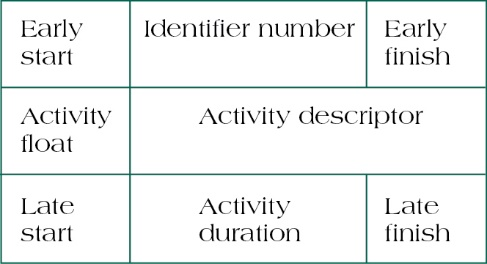 Early start
Identifier number
Early finish
Activity float
Activity descriptor
Late start
Activity duration
Late finish